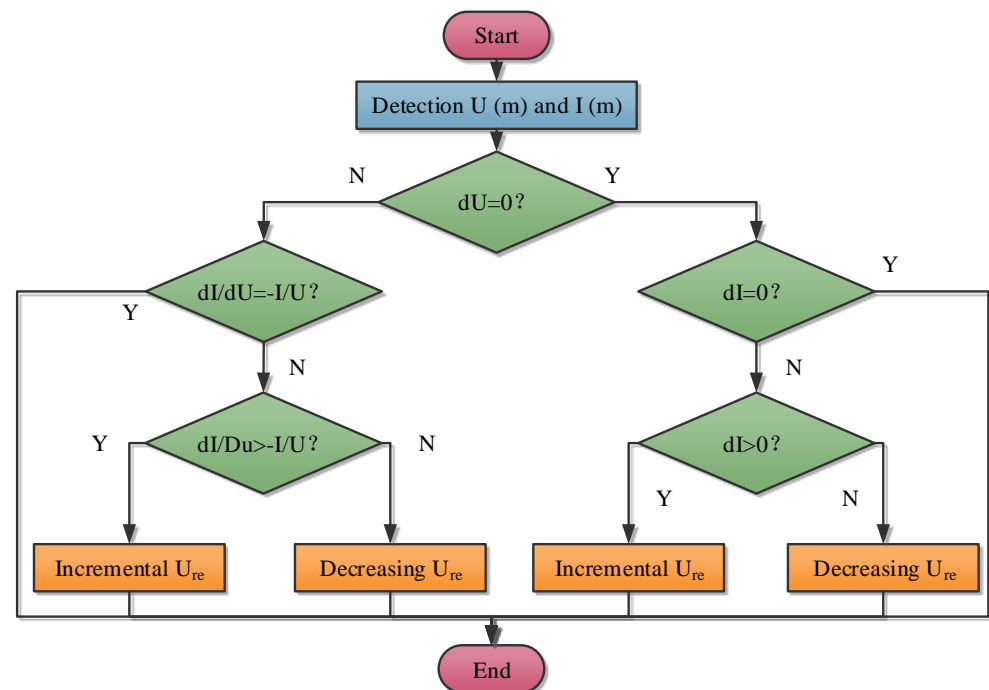 Start
Detection U (m) and I (m)
N
Y
dU=0?
dI/dU=-I/U?
Y
dI=0?
Y
N
N
Y
dI/Du>-I/U?
N
dI>0?
Y
N
Incremental Ure
Decreasing Ure
Incremental Ure
Decreasing Ure
End